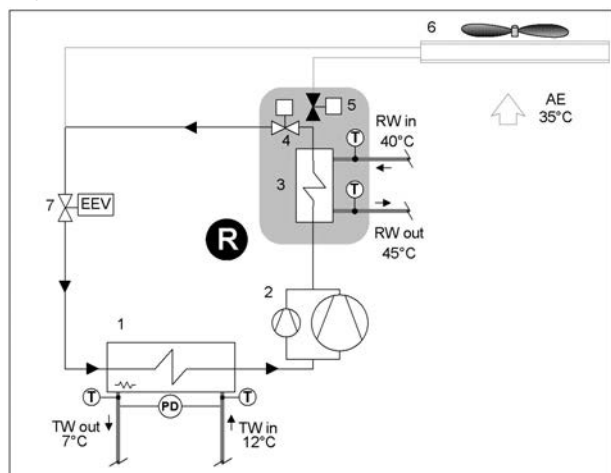 6
5
AE
35°C
RW in
40°C
4
T
3
T
7
EEV
R
RW out
45°C
2
1
T
PD
T
TW out
7°C
TW in
12°C